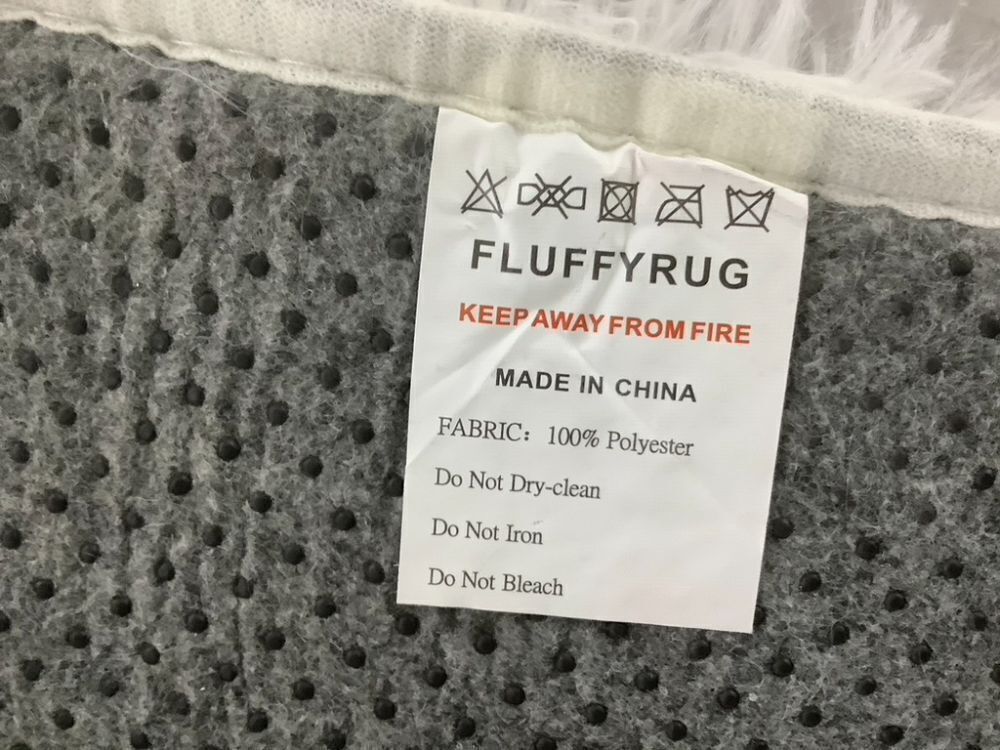 FLUFFYRUG
KEEP AWAY FROM FIRE
MADE IN CHINA
FABRIC： 100% Polyester
Do Not Dry-clean
Do Not Iron
Do Not Bleach